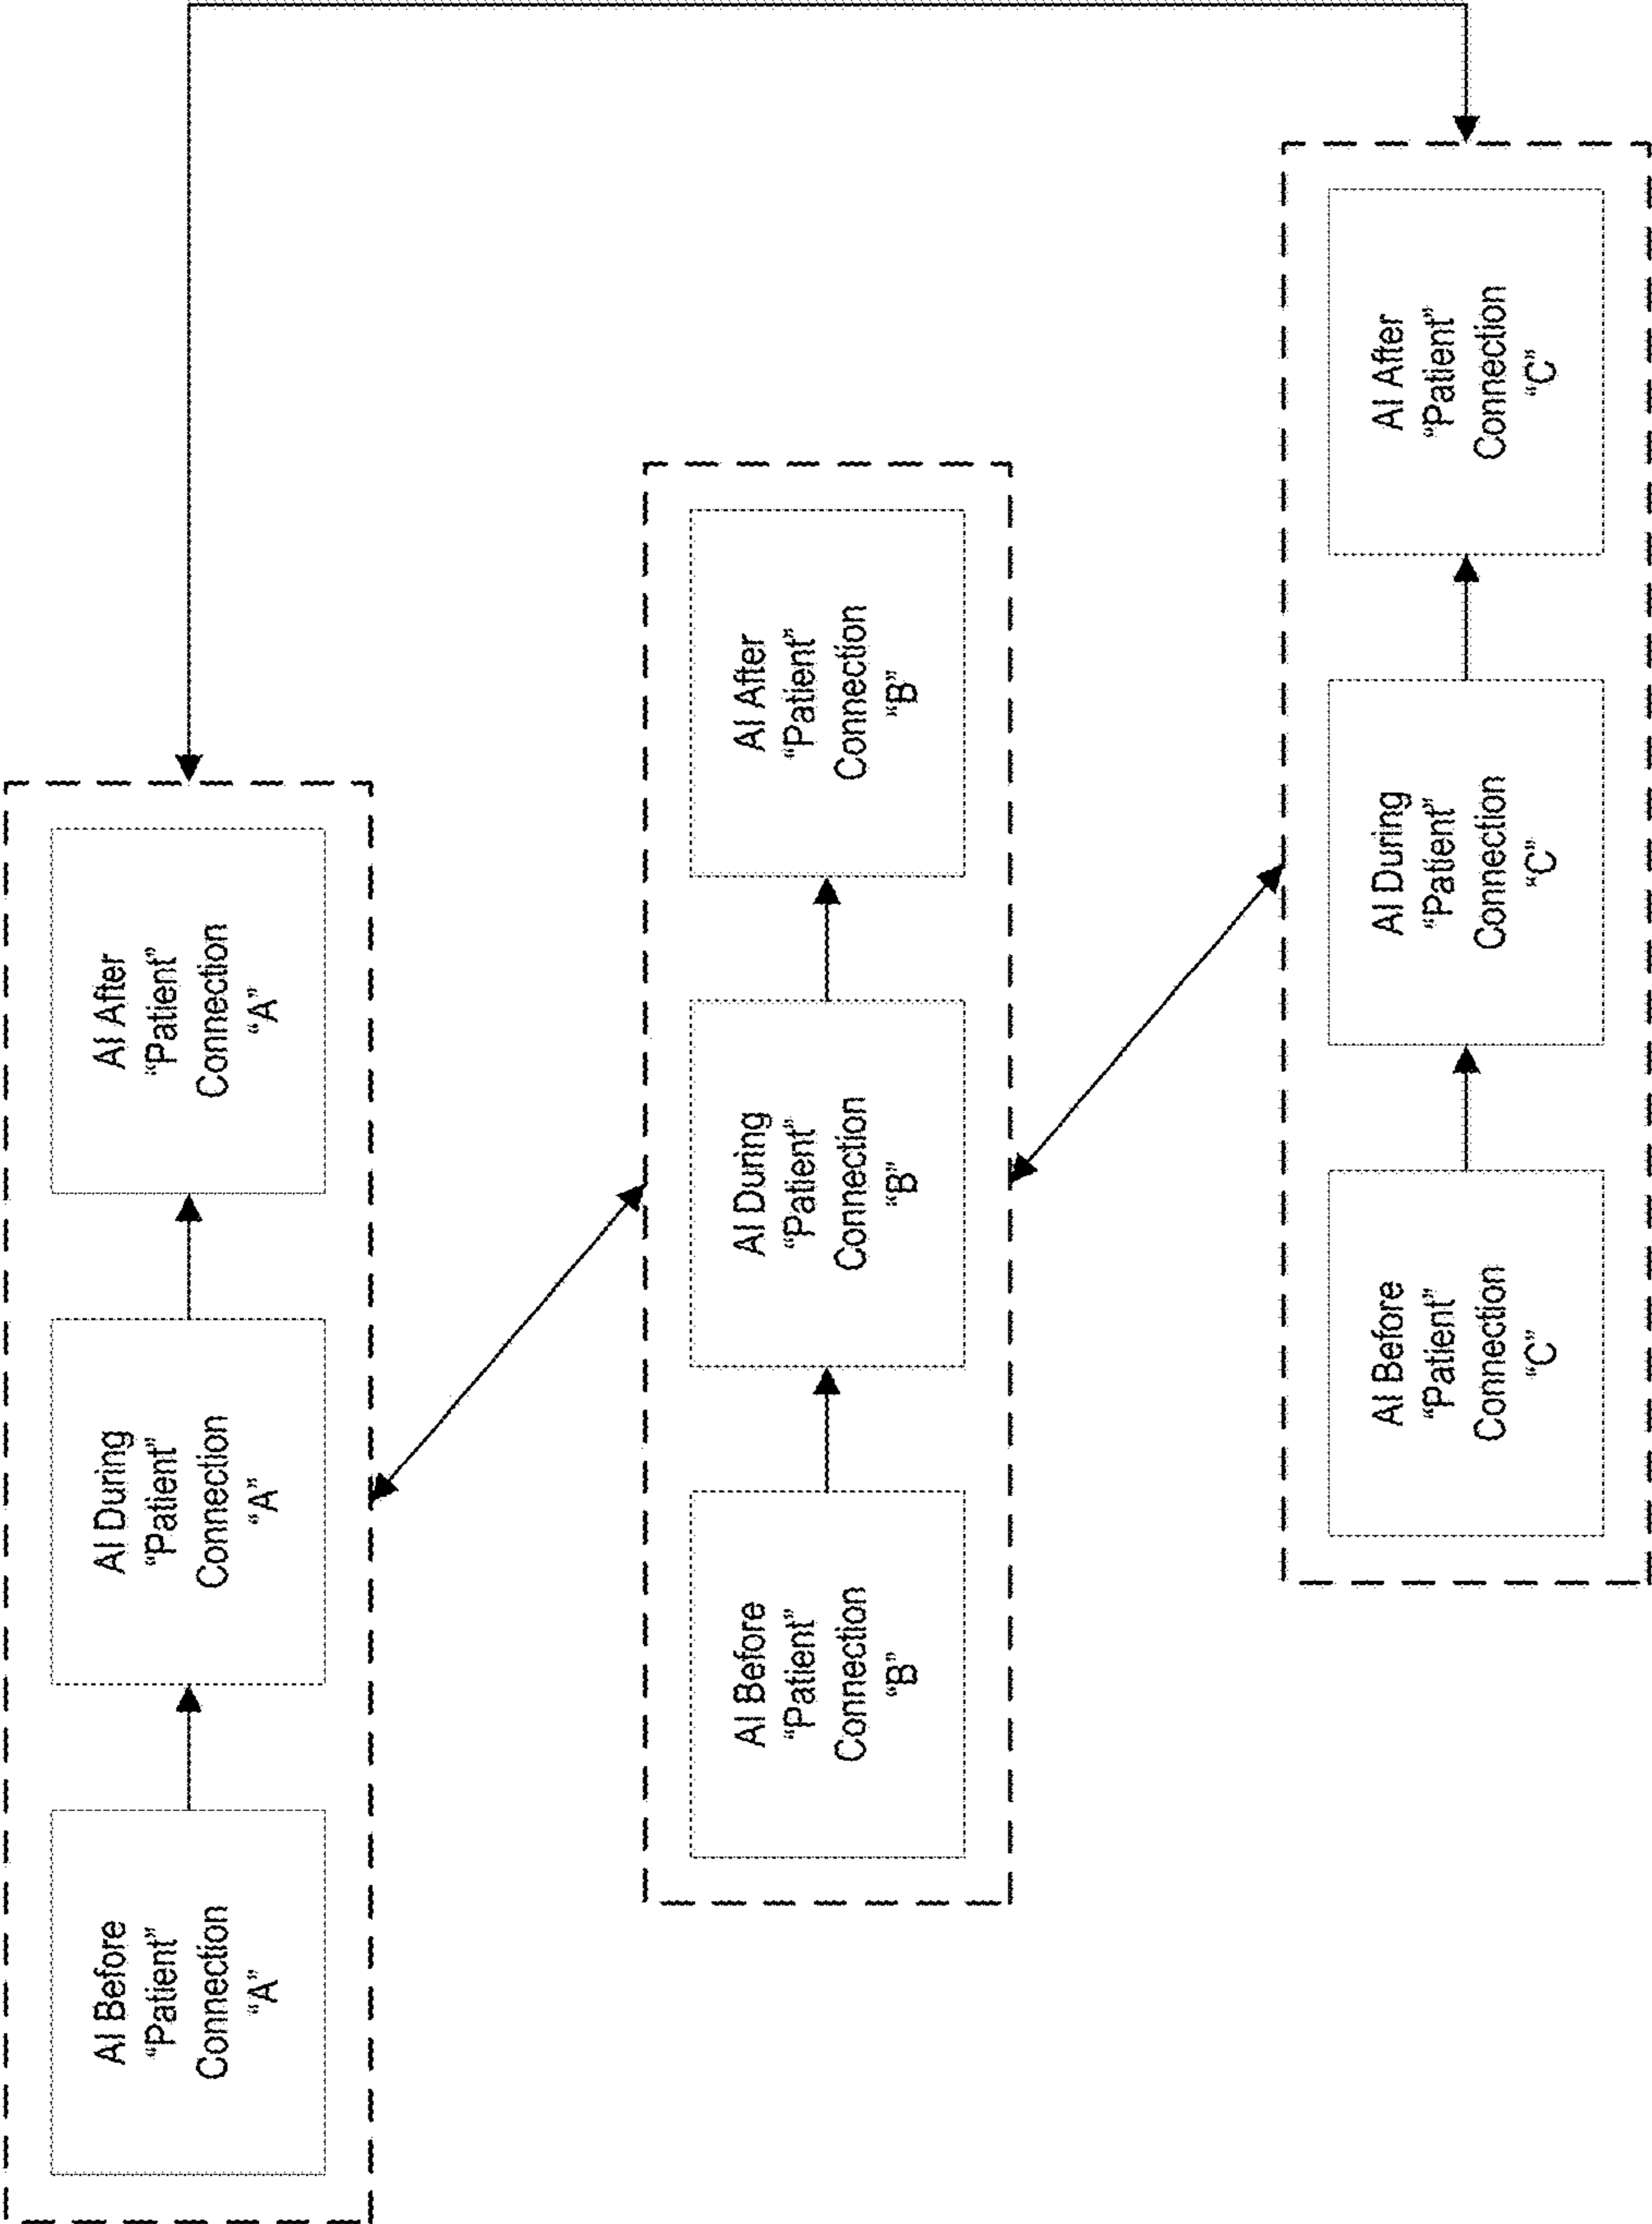 AI Before
“Patient”
Connection
“A”
AI During
“Patient”
Connection
“A”
AI After
“Patient”
Connection
“A”
AI Before
“Patient”
Connection
“B”
AI During
“Patient”
Connection
“B”
AI After
“Patient”
Connection
“B”
AI Before
“Patient”
Connection
“C”
AI During
“Patient”
Connection
“C”
AI After
“Patient”
Connection
“C”